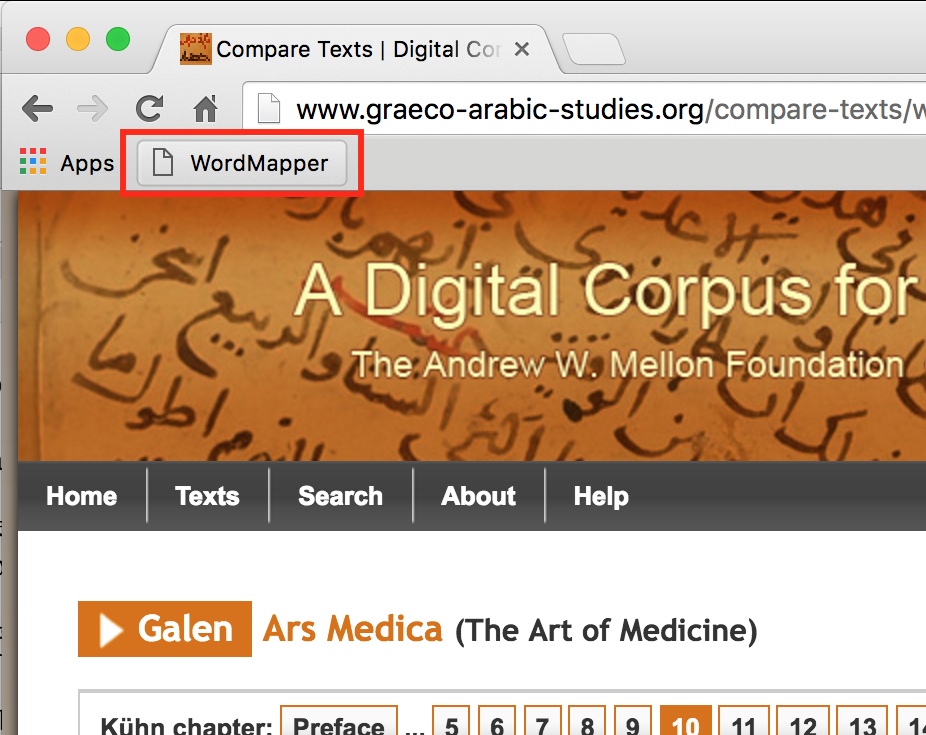 Compare Texts | Digital Cor
www.graeco-arabic-studies.org/compare-texts/w
Apps WordMapper
A Digital Corpus for
The Andrew W. Mellon Foundation
Home Texts Search About Help
Galen Ars Medica (The Art of Medicine)
Kühn chapter: Preface ... 5 6 7 8 9 10 11 12 13 14